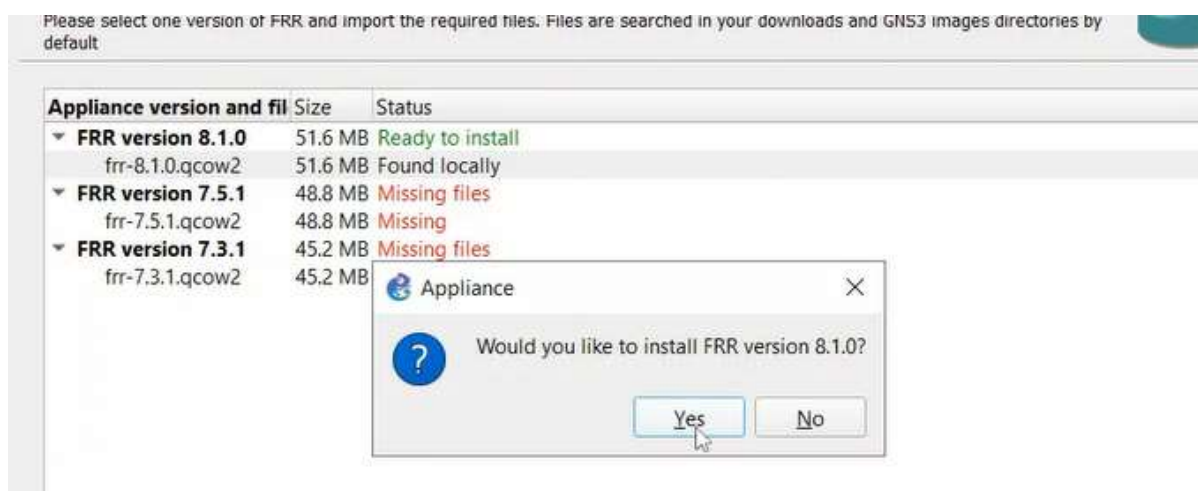 Please select one version of FRR and import the required files. Files are searched in your downloads and GNS3 images directories by
default
Appliance version and fil Size Status
FRR version 8.1.0 51.6 MB Ready to install
frr-8.1.0.qcow2 51.6 MB Found locally
FRR version 7.5.1 48.8 MB Missing files
frr-7.5.1.qcow2 48.8 MB Missing
FRR version 7.3.1 45.2 MB Missing files
frr-7.3.1.qcow2 45.2 MB
Appliance
Would you like to install FRR version 8.1.0?
Yes No